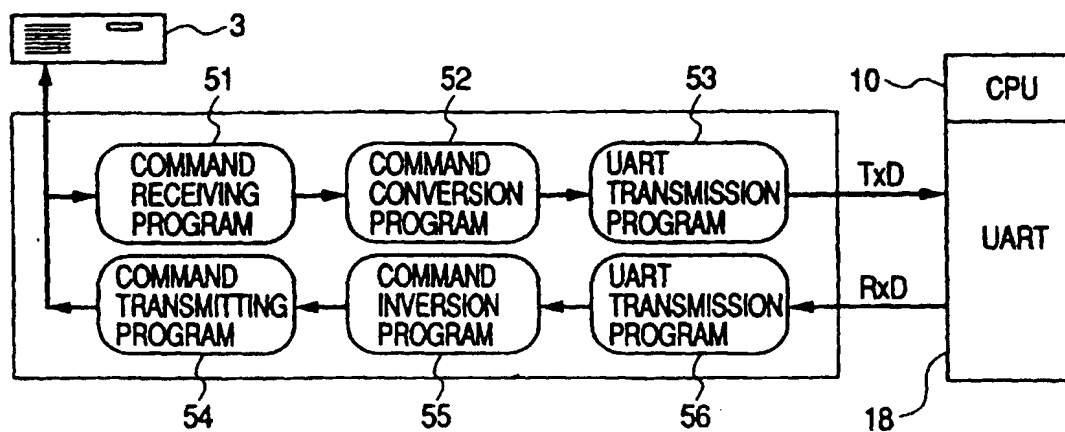 3
51
52
53
10
CPU
COMMAND
RECEIVING
PROGRAM
COMMAND
CONVERSION
PROGRAM
UART
TRANSMISSION
PROGRAM
TxD
UART
COMMAND
TRANSMITTING
PROGRAM
COMMAND
INVERSION
PROGRAM
UART
TRANSMISSION
PROGRAM
RxD
54
55
56
18